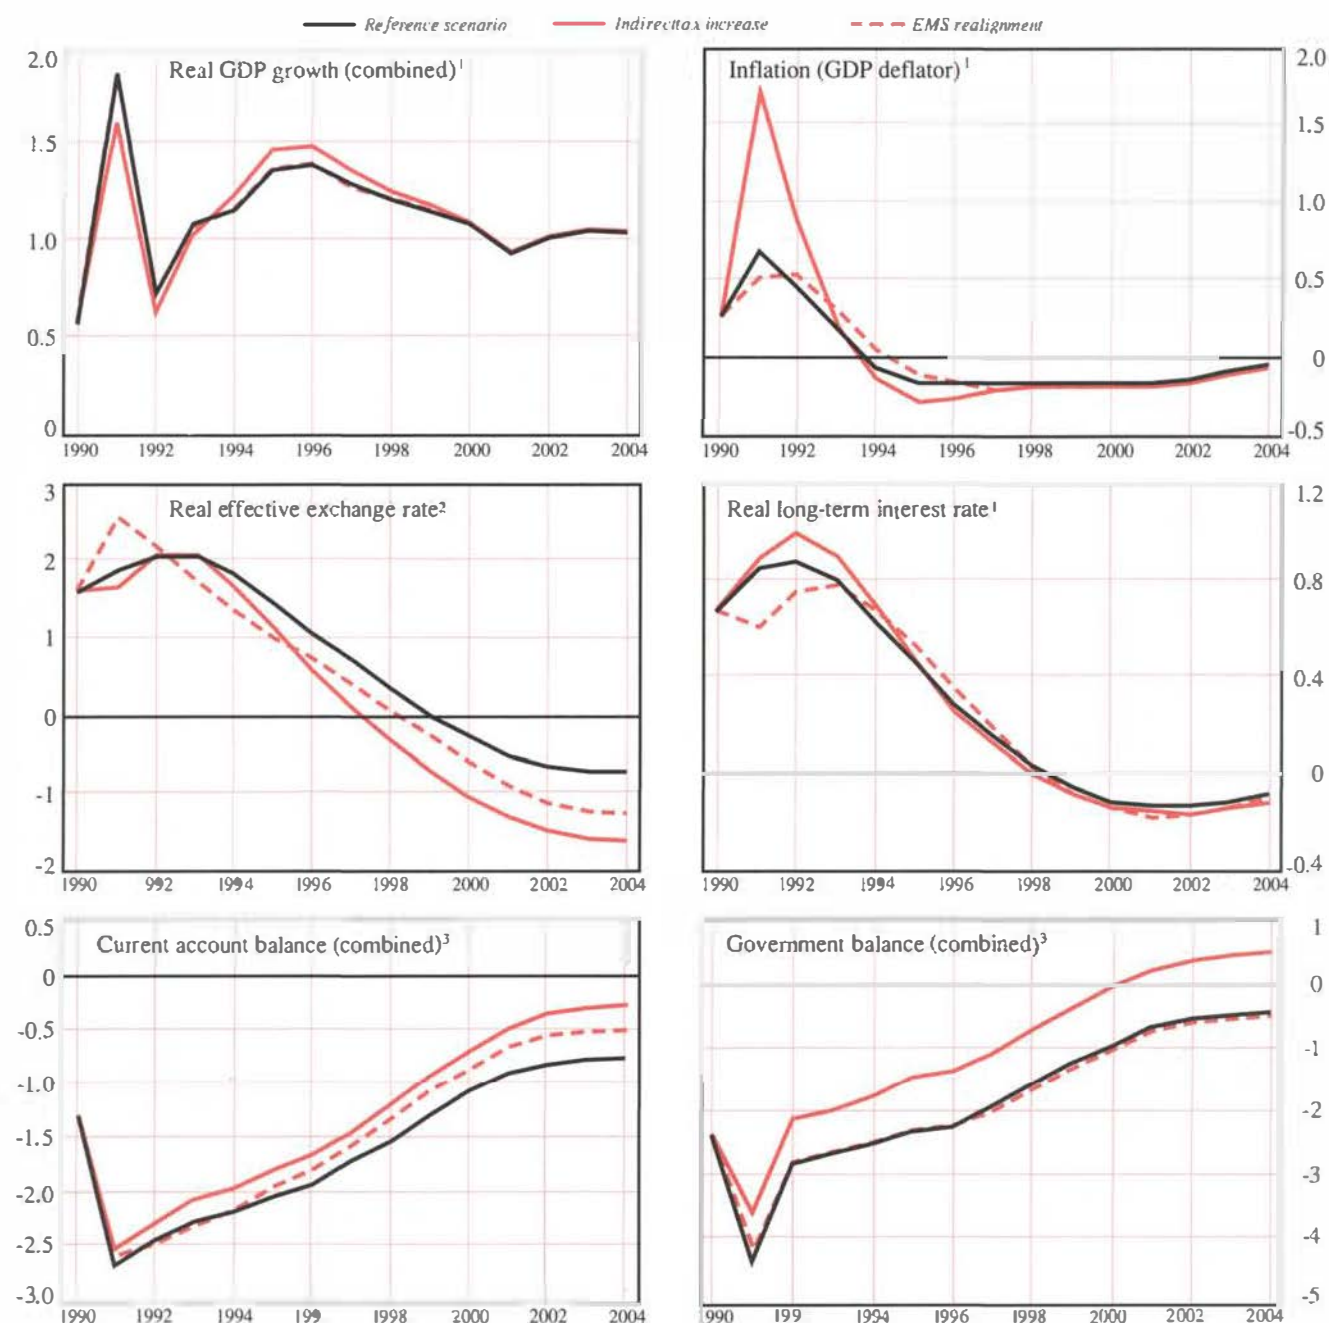 Reference scenario Indirect tax increase EMS realignment
Real GDP growth (combined)¹
2.0
1.5
1.0
0.5
0
1990 1992 1994 1996 1998 2000 2002 2004
Inflation (GDP deflator)¹
2.0
1.5
1.0
0.5
0
-0.5
1990 1992 1994 1996 1998 2000 2002 2004
Real effective exchange rate²
3
2
1
0
-1
-2
1990 992 1994 1996 1998 2000 2002 2004
Real long-term interest rate¹
1.2
0.8
0.4
0
-0.4
1990 1992 1994 1996 1998 2000 2002 2004
Current account balance (combined)³
0.5
0
-0.5
-1.0
-1.5
-2.0
-2.5
-3.0
1990 1992 1994 199 1998 2000 2002 2004
Government balance (combined)³
1
0
-1
-2
-3
-4
-5
1990 199 1994 1996 1998 2000 2002 2004